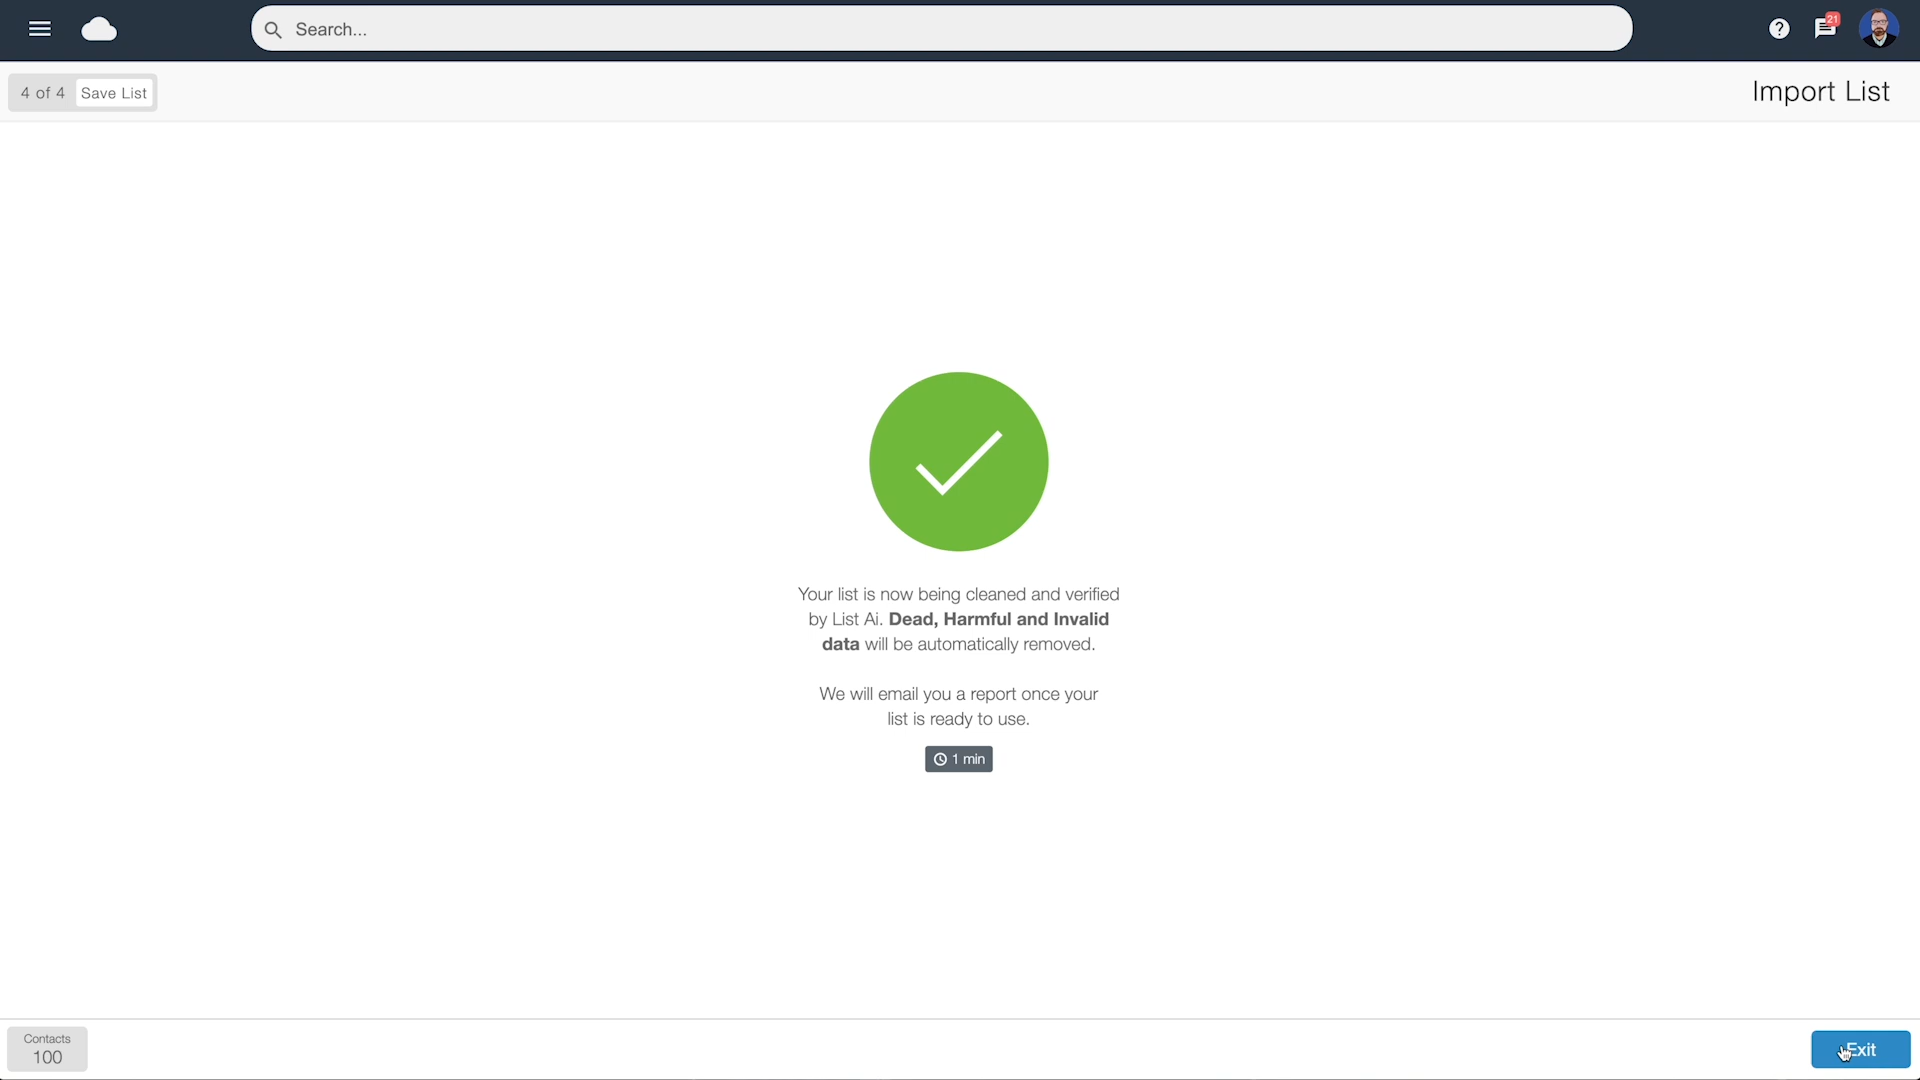 Search...
21
4 of 4 Save List
Import List
Your list is now being cleaned and verified
by List Ai. Dead, Harmful and Invalid
data will be automatically removed.
We will email you a report once your
list is ready to use.
1 min
Contacts
100
Exit